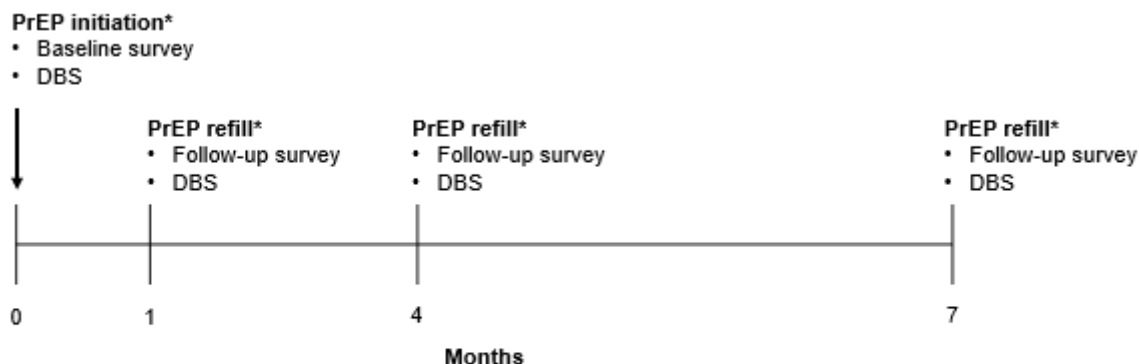 PrEP initiation*
• Baseline survey
• DBS
PrEP refill*
• Follow-up survey
• DBS
PrEP refill*
• Follow-up survey
• DBS
PrEP refill*
• Follow-up survey
• DBS
0
1
4
7
Months